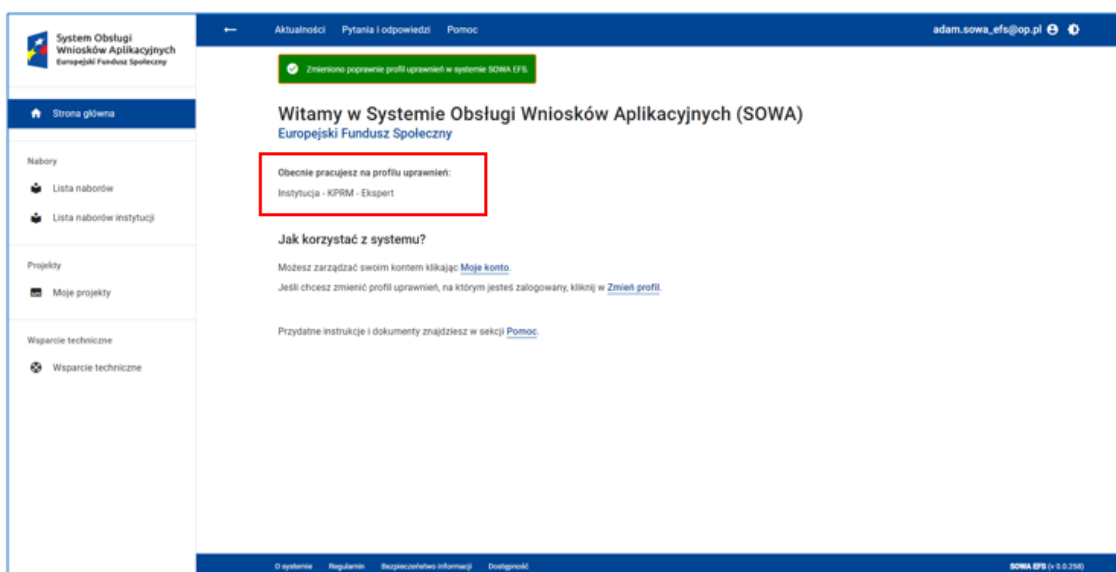 System Obsługi
Wniosków Aplikacyjnych
Europejski Fundusz Społeczny
Aktualności Pytania i odpowiedzi Pomoc
adam.sowa_efs@op.pl
Zmieniono poprawnie profil uprawnień w systemie SOWA EFS.
Strona główna
Nabory
Lista naborów
Lista naborów instytucji
Projekty
Moje projekty
Wsparcie techniczne
Wsparcie techniczne
Witamy w Systemie Obsługi Wniosków Aplikacyjnych (SOWA)
Europejski Fundusz Społeczny
Obecnie pracujesz na profilu uprawnień:
Instytucja - KPRM - Ekspert
Jak korzystać z systemu?
Możesz zarządzać swoim kontem klikając Moje konto.
Jeśli chcesz zmienić profil uprawnień, na którym jesteś zalogowany, kliknij w Zmień profil.
Przydatne instrukcje i dokumenty znajdziesz w sekcji Pomoc.
O systemie Regulamin Bezpieczeństwo informacji Dostępność
SOWA EFS (v 0.0.258)